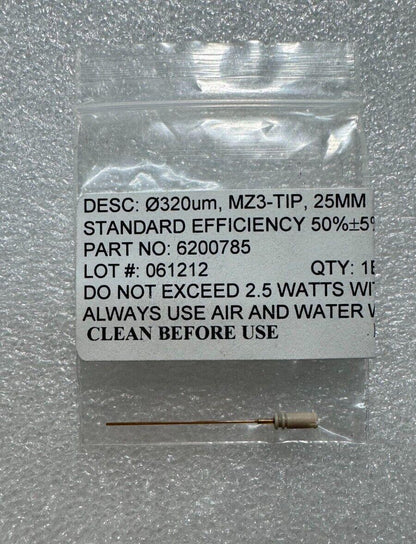 DESC: Ø320um, MZ3-TIP, 25MM
STANDARD EFFICIENCY 50%±5
PART NO: 6200785
LOT #: 061212 QTY: 1
DO NOT EXCEED 2.5 WATTS
ALWAYS USE AIR AND WATER
CLEAN BEFORE USE